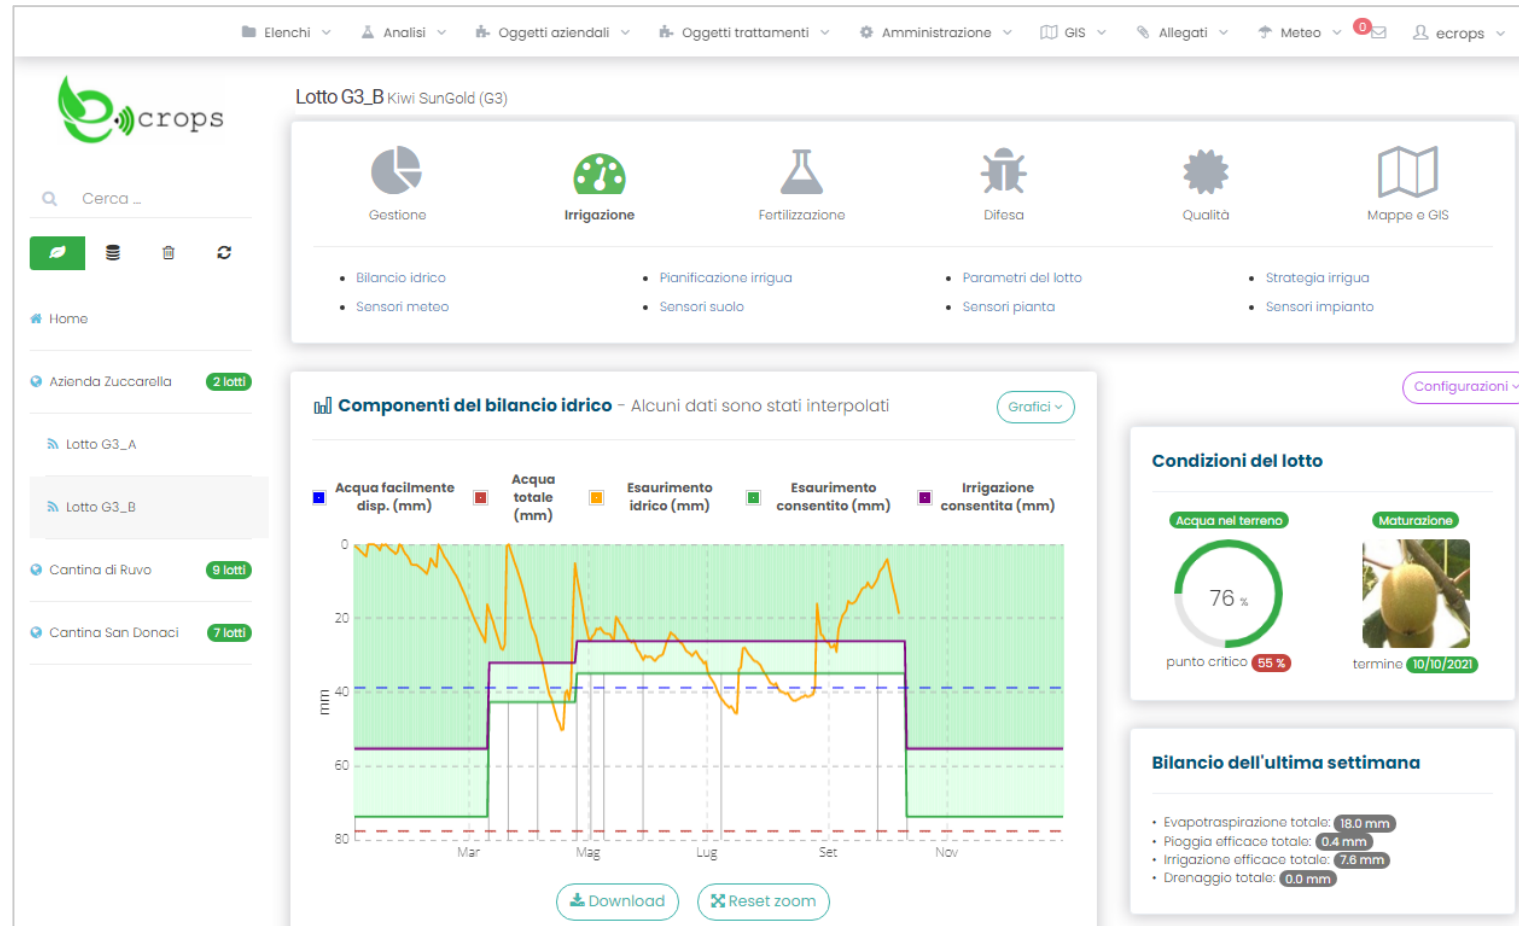 Elenchi Analisi Oggetti aziendali Oggetti trattamenti Amministrazione GIS Allegati Meteo 0 ecrops
e crops
Lotto G3_B Kiwi SunGold (G3)
Cerca ...
Gestione Irrigazione Fertilizzazione Difesa Qualità Mappe e GIS
• Bilancio idrico • Pianificazione irrigua • Parametri del lotto • Strategia irrigua
• Sensori meteo • Sensori suolo • Sensori pianta • Sensori impianto
Home
Azienda Zuccarella 2 lotti
Lotto G3_A
Lotto G3_B
Cantina di Ruvo 9 lotti
Cantina San Donaci 7 lotti
Componenti del bilancio idrico - Alcuni dati sono stati interpolati
Grafici
Acqua facilmente
disp. (mm)
Acqua
totale
(mm)
Esaurimento
idrico (mm)
Esaurimento
consentito (mm)
Irrigazione
consentita (mm)
0
20
40
60
80
mm
Mar Mag Lug Set Nov
Download Reset zoom
Configurazioni
Condizioni del lotto
Acqua nel terreno Maturazione
76 %
punto critico 55 % termine 10/10/2021
Bilancio dell'ultima settimana
• Evapotraspirazione totale: 18.0 mm
• Pioggia efficace totale: 0.4 mm
• Irrigazione efficace totale: 7.6 mm
• Drenaggio totale: 0.0 mm